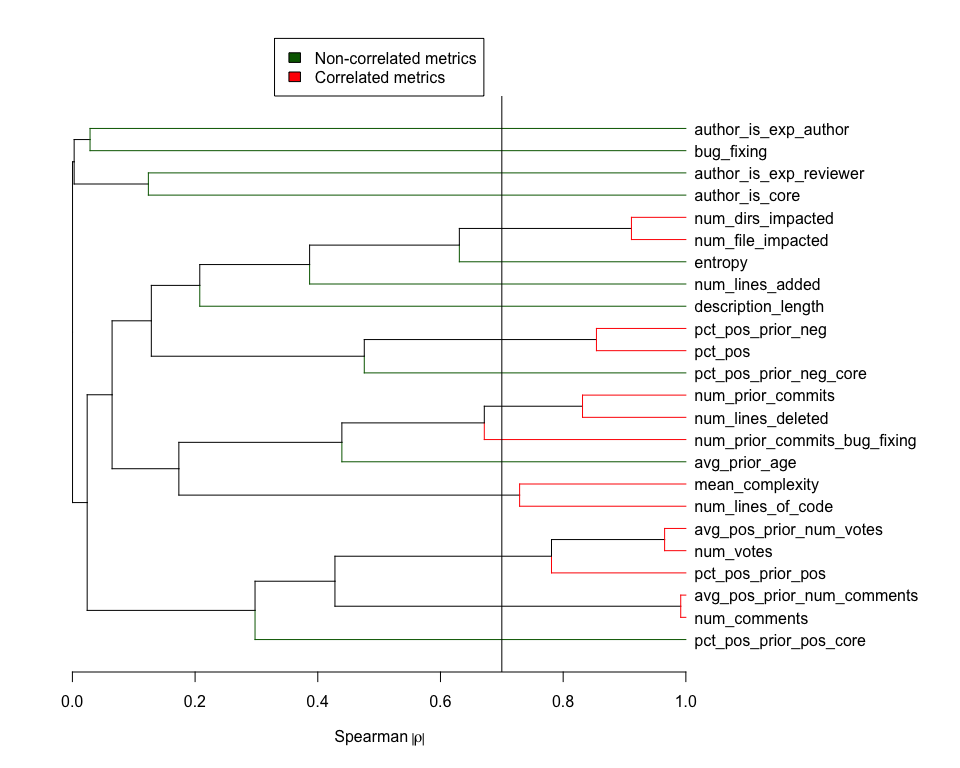 Non-correlated metrics
Correlated metrics
author_is_exp_author
bug_fixing
author_is_exp_reviewer
author_is_core
num_dirs_impacted
num_file_impacted
entropy
num_lines_added
description_length
pct_pos_prior_neg
pct_pos
pct_pos_prior_neg_core
num_prior_commits
num_lines_deleted
num_prior_commits_bug_fixing
avg_prior_age
mean_complexity
num_lines_of_code
avg_pos_prior_num_votes
num_votes
pct_pos_prior_pos
avg_pos_prior_num_comments
num_comments
pct_pos_prior_pos_core
0.0 0.2 0.4 0.6 0.8 1.0
Spearman |ρ|